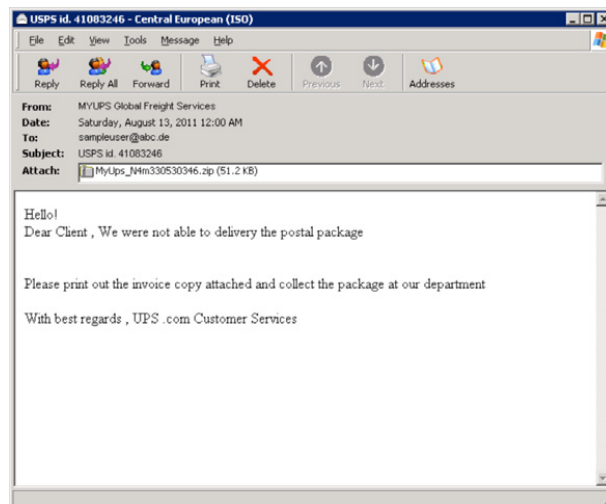 USPS id. 41083246 - Central European (ISO)
File Edit View Tools Message Help
Reply Reply All Forward Print Delete Previous Next Addresses
From: MYUPS Global Freight Services
Date: Saturday, August 13, 2011 12:00 AM
To: sampleuser@abc.de
Subject: USPS id. 41083246
Attach: MyUps_N4m330530346.zip (51.2 KB)
Hello!
Dear Client , We were not able to delivery the postal package
Please print out the invoice copy attached and collect the package at our department
With best regards , UPS .com Customer Services